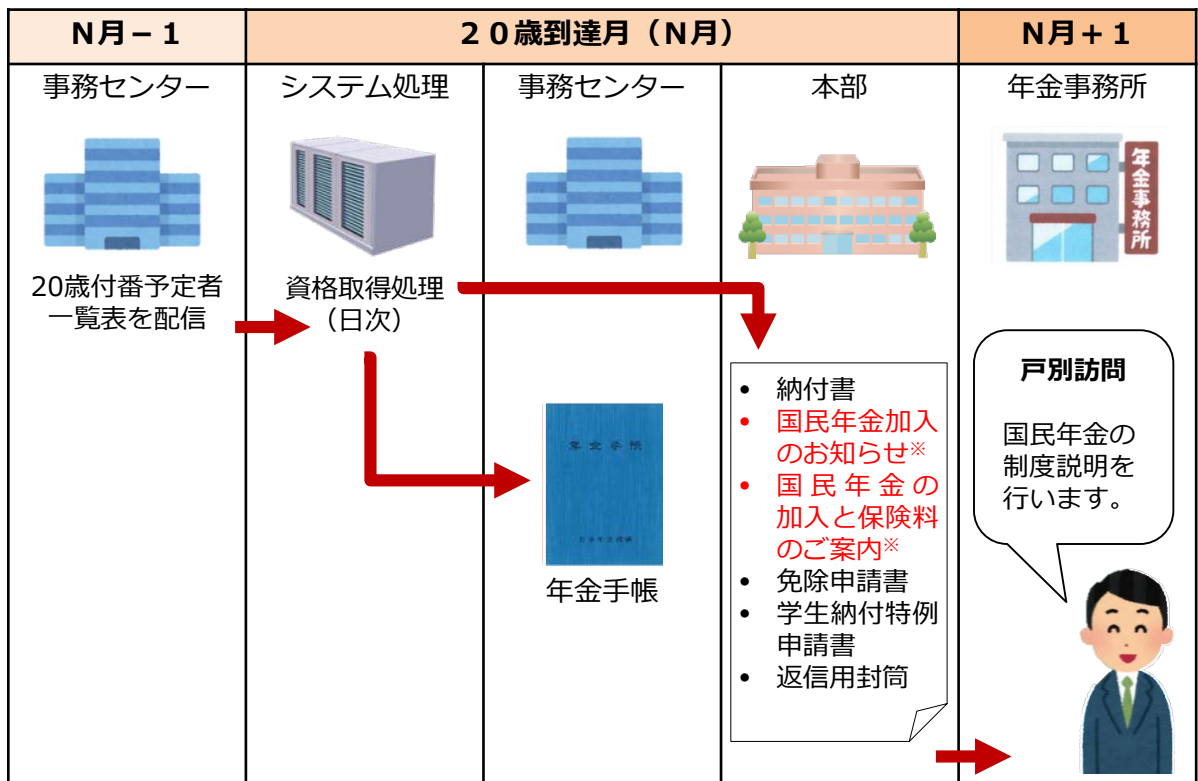 N月－1
２０歳到達月（N月）
N月＋1
事務センター
システム処理
事務センター
本部
年金事務所
年金事務所
20歳付番予定者
一覧表を配信
資格取得処理
（日次）
年金手帳
日本年金機構
年金手帳
• 納付書
• 国民年金加入
のお知らせ※
• 国民年金の
加入と保険料
のご案内※
• 免除申請書
• 学生納付特例
申請書
• 返信用封筒
戸別訪問
国民年金の
制度説明を
行います。